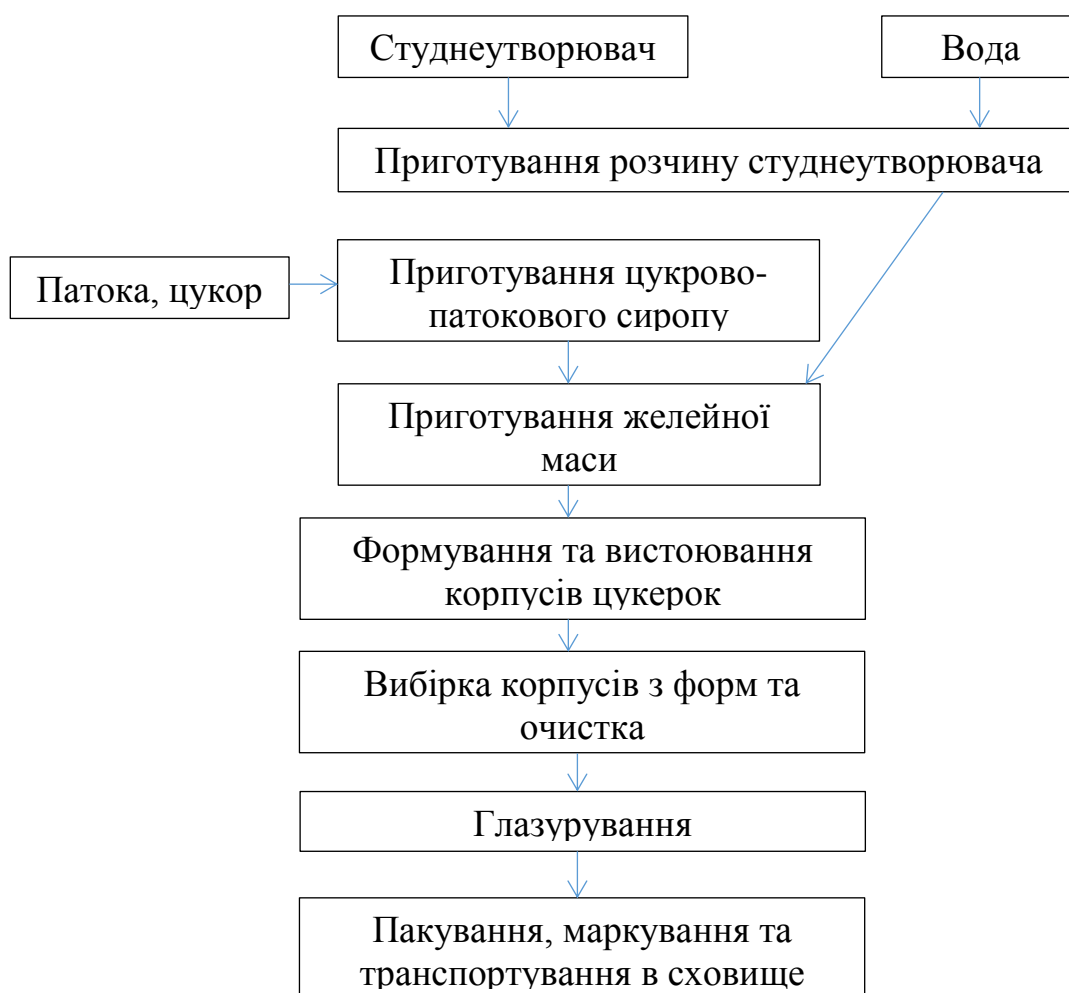 Студнеутворювач
Вода
Приготування розчину студнеутворювача
Патока, цукор
Приготування цукрово-
патокового сиропу
Приготування желейної
маси
Формування та вистоювання
корпусів цукерок
Вибірка корпусів з форм та
очистка
Глазурування
Пакування, маркування та
транспортування в сховище